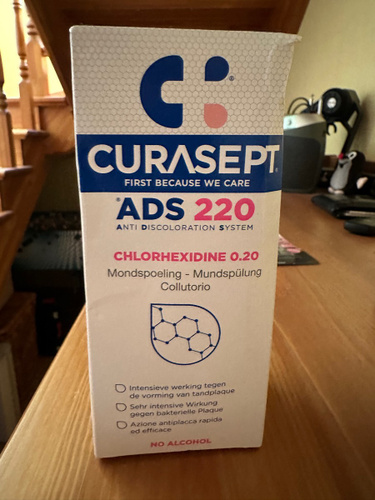 CURASEPT
FIRST BECAUSE WE CARE
®ADS 220
ANTI DISCOLORATION SYSTEM
CHLORHEXIDINE 0.20
Mondspoeling - Mundspülung
Collutorio
Intensieve werking tegen
de vorming van tandplaque
Sehr intensive Wirkung
gegen bakterielle Plaque
Azione antiplacca rapida
ed efficace
NO ALCOHOL